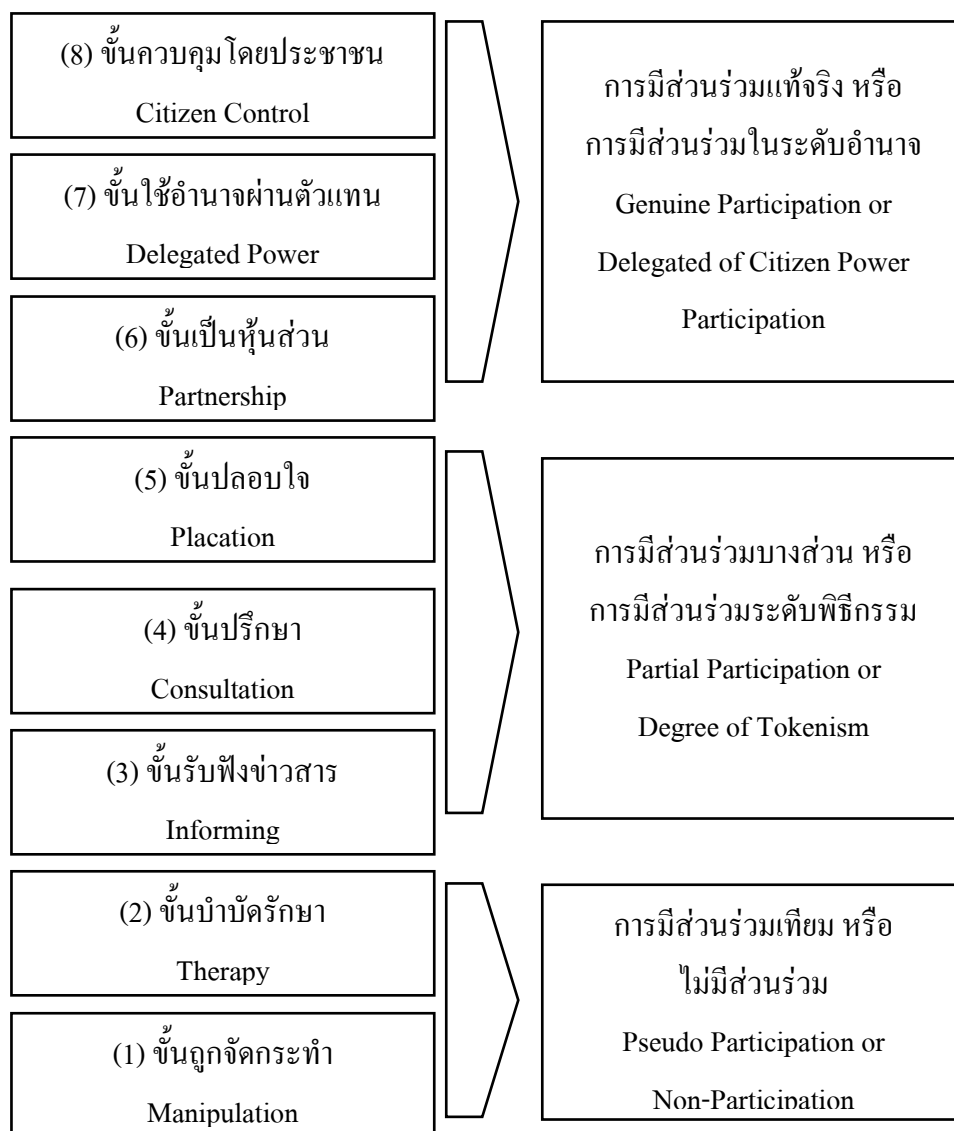 (8) ขั้นควบคุมโดยประชาชน
Citizen Control
(7) ขั้นใช้อำนาจผ่านตัวแทน
Delegated Power
(6) ขั้นเป็นหุ้นส่วน
Partnership
การมีส่วนร่วมแท้จริง หรือ
การมีส่วนร่วมในระดับอำนาจ
Genuine Participation or
Delegated of Citizen Power
Participation
(5) ขั้นปลอบใจ
Placation
(4) ขั้นปรึกษา
Consultation
(3) ขั้นรับฟังข่าวสาร
Informing
การมีส่วนร่วมบางส่วน หรือ
การมีส่วนร่วมระดับพิธีกรรม
Partial Participation or
Degree of Tokenism
(2) ขั้นบำบัดรักษา
Therapy
(1) ขั้นถูกจัดกระทำ
Manipulation
การมีส่วนร่วมเทียม หรือ
ไม่มีส่วนร่วม
Pseudo Participation or
Non-Participation